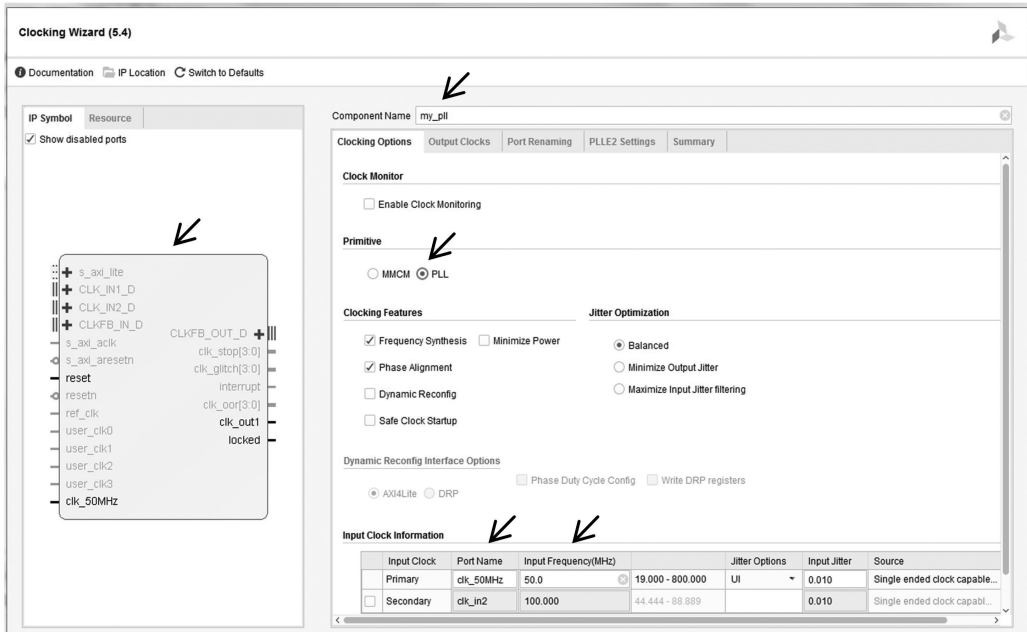 Clocking Wizard (5.4)
Documentation IP Location Switch to Defaults
IP Symbol Resource
Show disabled ports
s_axi_lite
CLK_IN1_D
CLK_IN2_D
CLKFB_IN_D
s_axi_aclk
s_axi_aresetn
reset
resetn
ref_clk
user_clk0
user_clk1
user_clk2
user_clk3
clk_50MHz
CLKFB_OUT_D
clk_stop[3:0]
clk_glitch[3:0]
interrupt
clk_oor[3:0]
clk_out1
locked
Component Name my_pll
Clocking Options Output Clocks Port Renaming PLLE2 Settings Summary
Clock Monitor
Enable Clock Monitoring
Primitive
MMCM PLL
Clocking Features Jitter Optimization
Frequency Synthesis Minimize Power Balanced
Phase Alignment Minimize Output Jitter
Dynamic Reconfig Maximize Input Jitter filtering
Safe Clock Startup
Dynamic Reconfig Interface Options
Phase Duty Cycle Config Write DRP registers
AXI4Lite DRP
Input Clock Information
Input Clock Port Name Input Frequency(MHz) Jitter Options Input Jitter Source
Primary clk_50MHz 50.0 19.000 - 800.000 UI 0.010 Single ended clock capable...
Secondary clk_in2 100.000 44.444 - 88.889 0.010 Single ended clock capabl...